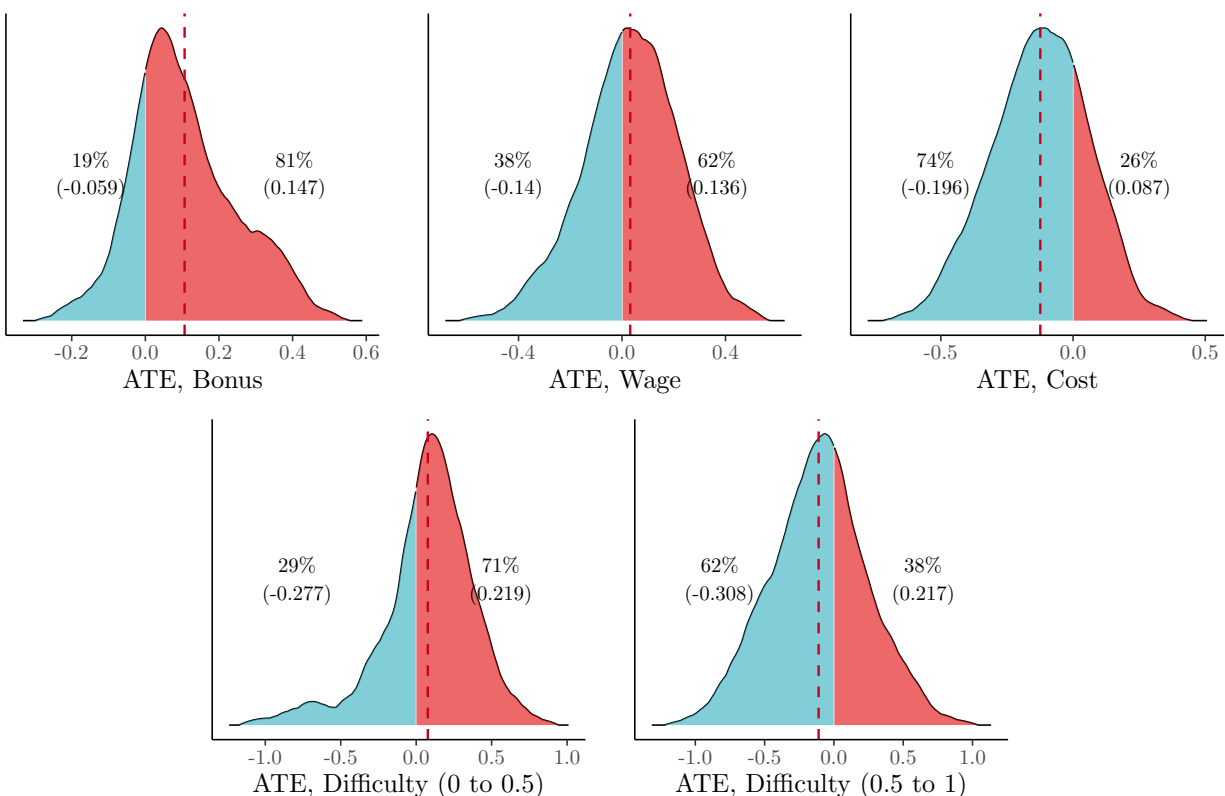 19%
(-0.059)
81%
(0.147)
-0.2 0.0 0.2 0.4 0.6
ATE, Bonus
38%
(-0.14)
62%
(0.136)
-0.4 0.0 0.4
ATE, Wage
74%
(-0.196)
26%
(0.087)
-0.5 0.0 0.5
ATE, Cost
29%
(-0.277)
71%
(0.219)
-1.0 -0.5 0.0 0.5 1.0
ATE, Difficulty (0 to 0.5)
62%
(-0.308)
38%
(0.217)
-1.0 -0.5 0.0 0.5 1.0
ATE, Difficulty (0.5 to 1)